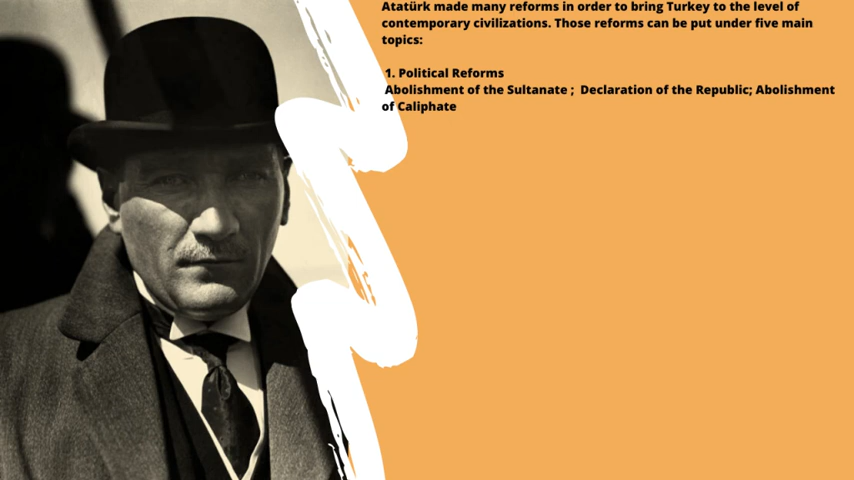 Atatürk made many reforms in order to bring Turkey to the level of
contemporary civilizations. Those reforms can be put under five main
topics:
1. Political Reforms
Abolishment of the Sultanate ; Declaration of the Republic; Abolishment
of Caliphate